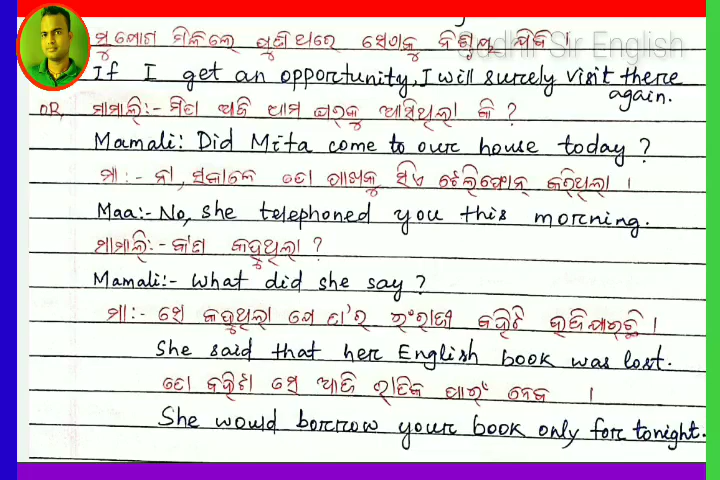 ସୁଯୋଗ ମିଳିଲେ ପୁଣିଥରେ ସେଠାକୁ ନିଶ୍ଚୟ ଯିବି ।
Sudhir Sir English
If I get an opportunity, I will surely visit there again.
OR, ମାମାଲି:- ମିତା ଆଜି ଆମ ଘରକୁ ଆସିଥିଲା କି ?
Mamali: Did Mita come to our house today ?
ମା :- ନା, ସକାଳେ ତୋ ପାଖକୁ ସିଏ ଟେଲିଫୋନ୍ କରିଥିଲା ।
Maa:- No, she telephoned you this morning.
ମାମାଲି:- କ'ଣ କହୁଥିଲା ?
Mamali:- What did she say ?
ମା:- ସେ କହୁଥିଲା ଯେ ତା'ର ଇଂରାଜୀ ବହିଟି ହଜିଯାଇଛି ।
She said that her English book was lost.
ତୋ ବହିଟା ସେ ଆଜି ରାତିକ ପାଇଁ ନେବ ।
She would borrow your book only for tonight.